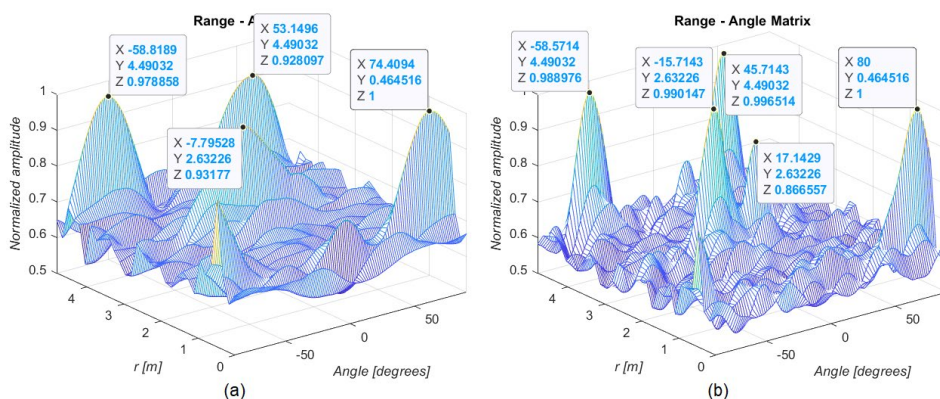 Range - A
X -58.8189
Y 4.49032
Z 0.978858
X 53.1496
Y 4.49032
Z 0.928097
X 74.4094
Y 0.464516
Z 1
X -7.79528
Y 2.63226
Z 0.93177
1
0.9
0.8
0.7
0.6
0.5
Normalized amplitude
4
3
2
1
0
r [m]
-50
0
50
Angle [degrees]
(a)
Range - Angle Matrix
X -58.5714
Y 4.49032
Z 0.988976
X -15.7143
Y 2.63226
Z 0.990147
X 45.7143
Y 4.49032
Z 0.996514
X 80
Y 0.464516
Z 1
X 17.1429
Y 2.63226
Z 0.866557
1
0.9
0.8
0.7
0.6
0.5
Normalized amplitude
4
3
2
1
0
r [m]
-50
0
50
Angle [degrees]
(b)